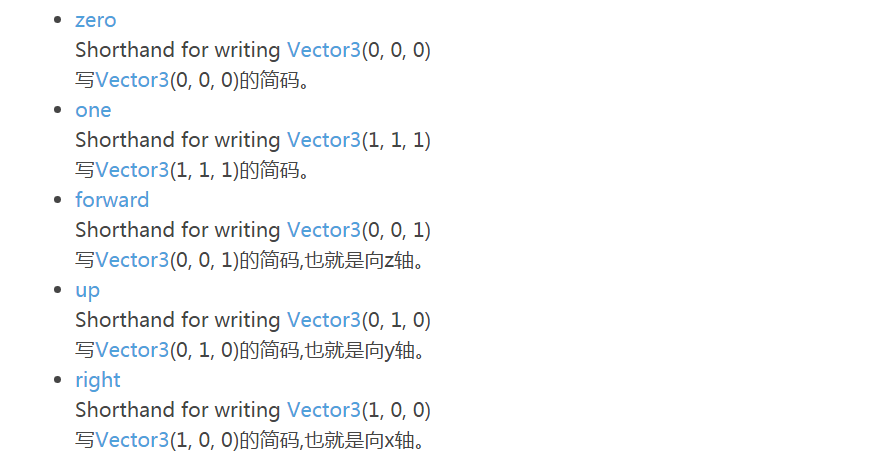 zero
Shorthand for writing Vector3(0, 0, 0)
写Vector3(0, 0, 0)的简码。
one
Shorthand for writing Vector3(1, 1, 1)
写Vector3(1, 1, 1)的简码。
forward
Shorthand for writing Vector3(0, 0, 1)
写Vector3(0, 0, 1)的简码,也就是向z轴。
up
Shorthand for writing Vector3(0, 1, 0)
写Vector3(0, 1, 0)的简码,也就是向y轴。
right
Shorthand for writing Vector3(1, 0, 0)
写Vector3(1, 0, 0)的简码,也就是向x轴。